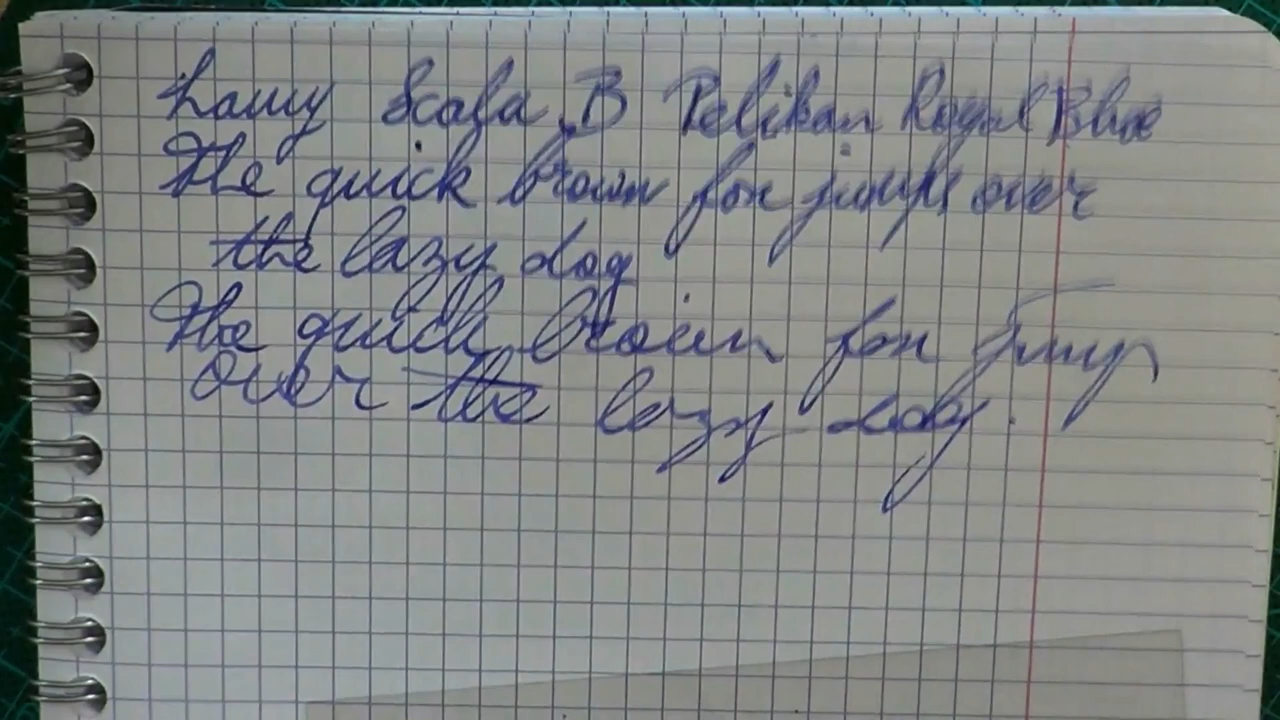 Lamy Scala B Pelikan Royal Blue
The quick brown fox jumps over
the lazy dog
The quick brown fox jump
over the lazy dog.